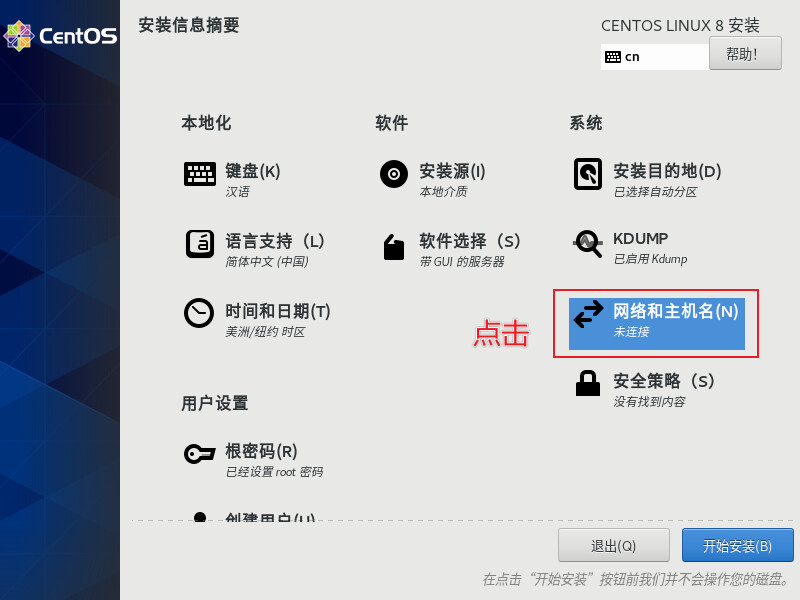 CentOS
安装信息摘要
CENTOS LINUX 8 安装
cn
帮助！
本地化
软件
系统
键盘(K)
汉语
安装源(I)
本地介质
安装目的地(D)
已选择自动分区
语言支持（L）
简体中文 (中国)
软件选择（S）
带 GUI 的服务器
KDUMP
已启用 Kdump
时间和日期(T)
美洲/纽约 时区
点击
网络和主机名(N)
未连接
安全策略（S）
没有找到内容
用户设置
根密码(R)
已经设置 root 密码
创建用户(U)
退出(Q)
开始安装(B)
在点击“开始安装”按钮前我们并不会操作您的磁盘。